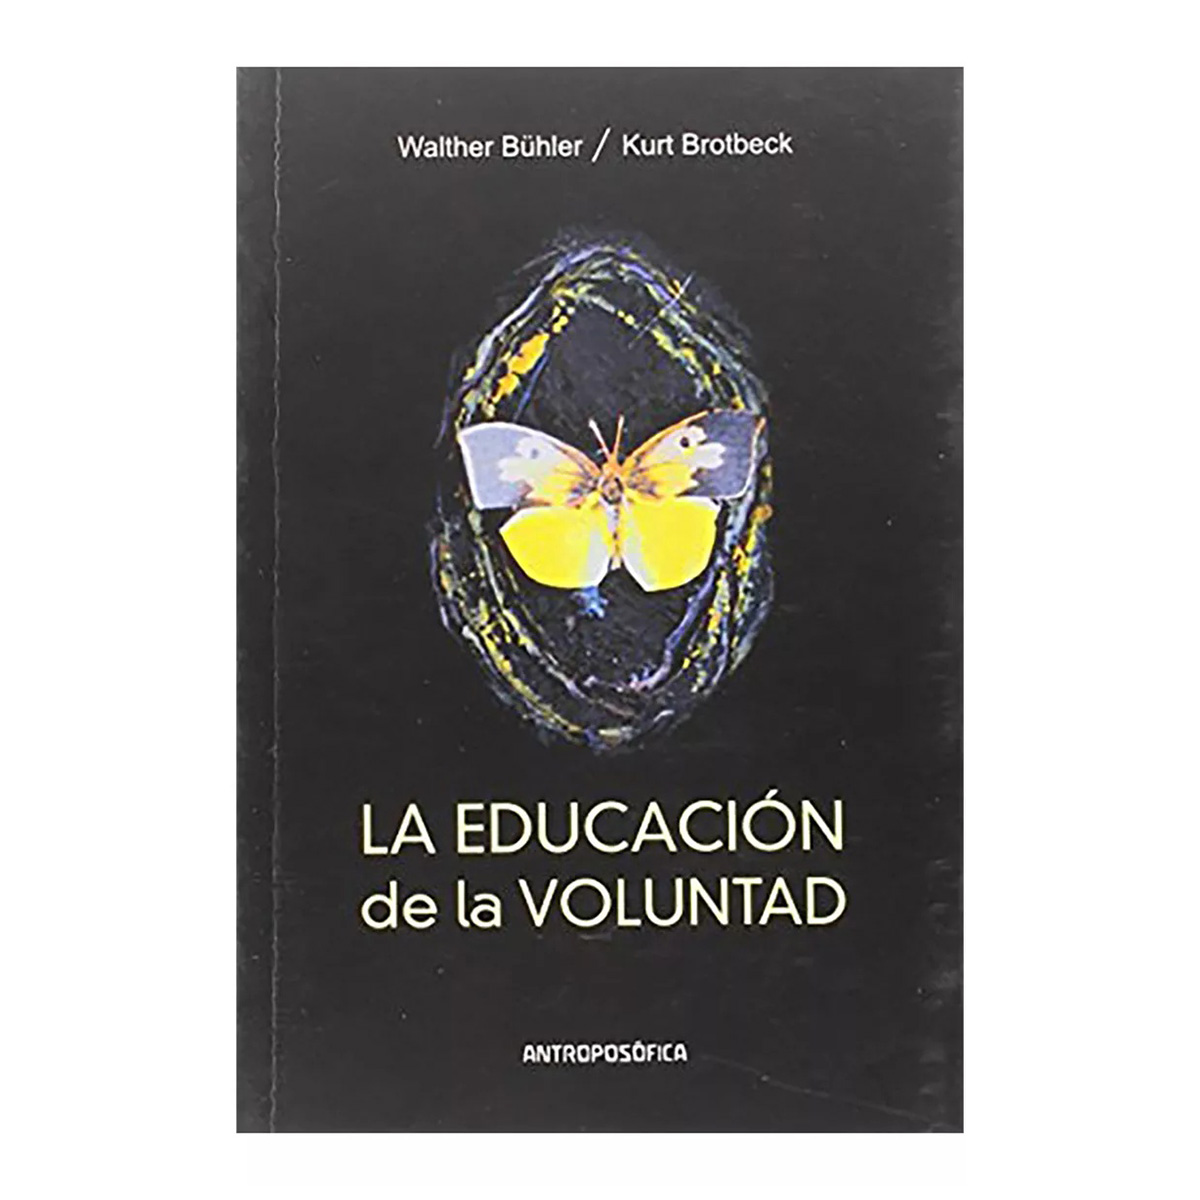 Walther Bühler / Kurt Brotbeck
LA EDUCACIÓN
de la VOLUNTAD
ANTROPOSÓFICA